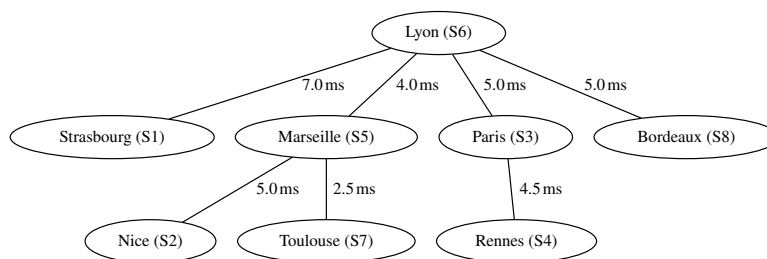 Lyon (S6)
7.0 ms
4.0 ms
5.0 ms
5.0 ms
Strasbourg (S1)
Marseille (S5)
Paris (S3)
Bordeaux (S8)
5.0 ms
2.5 ms
4.5 ms
Nice (S2)
Toulouse (S7)
Rennes (S4)